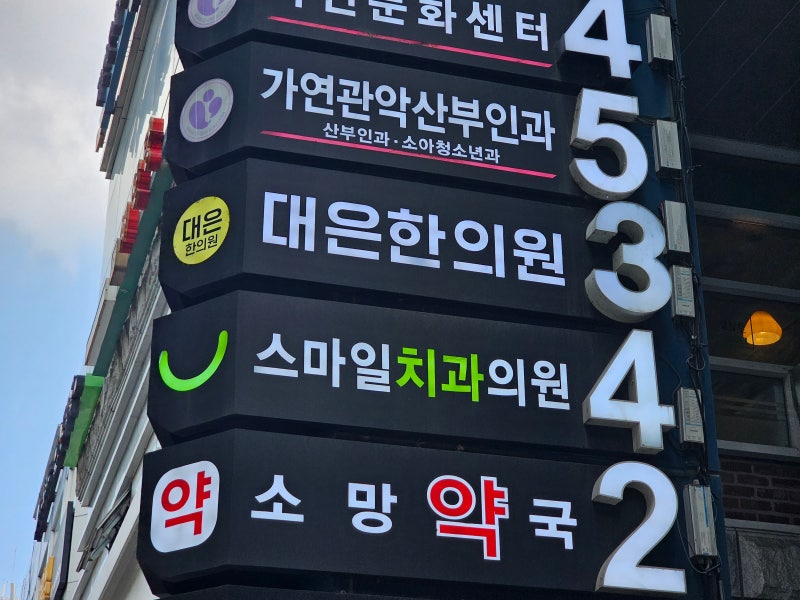 문화센터
4
가연관악산부인과
산부인과·소아청소년과
5
대은
한의원
대은한의원
3
스마일치과의원
4
약
소망약국
2